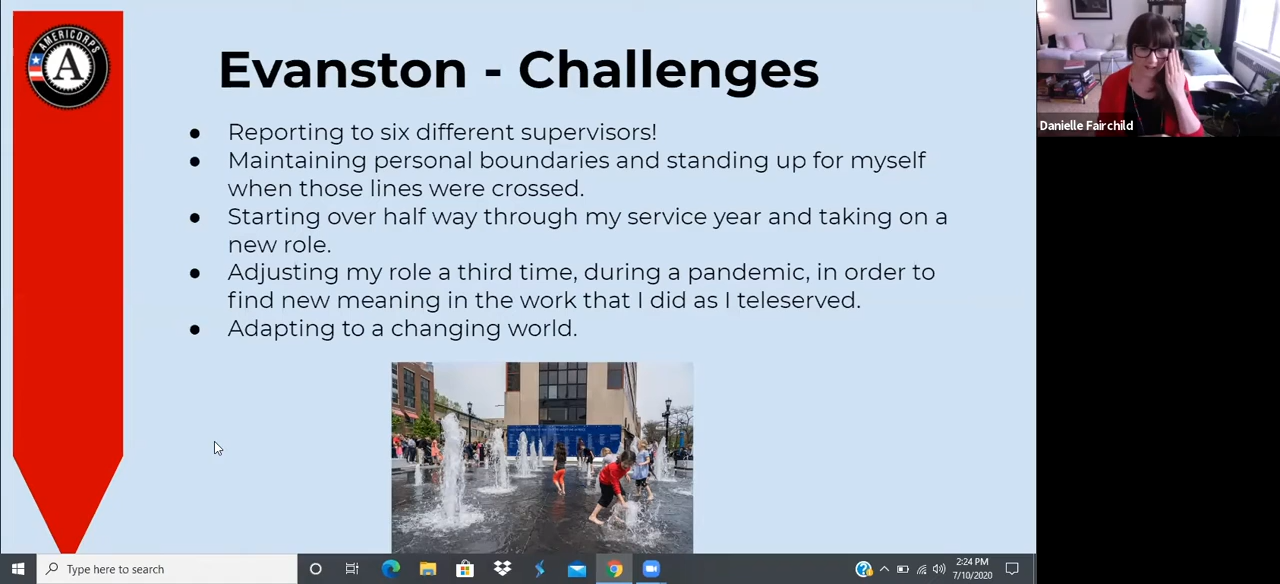 AMERICORPS
A
Evanston - Challenges
● Reporting to six different supervisors!
● Maintaining personal boundaries and standing up for myself
when those lines were crossed.
● Starting over half way through my service year and taking on a
new role.
● Adjusting my role a third time, during a pandemic, in order to
find new meaning in the work that I did as I teleserved.
● Adapting to a changing world.
Danielle Fairchild
Type here to search
2:24 PM
7/10/2020